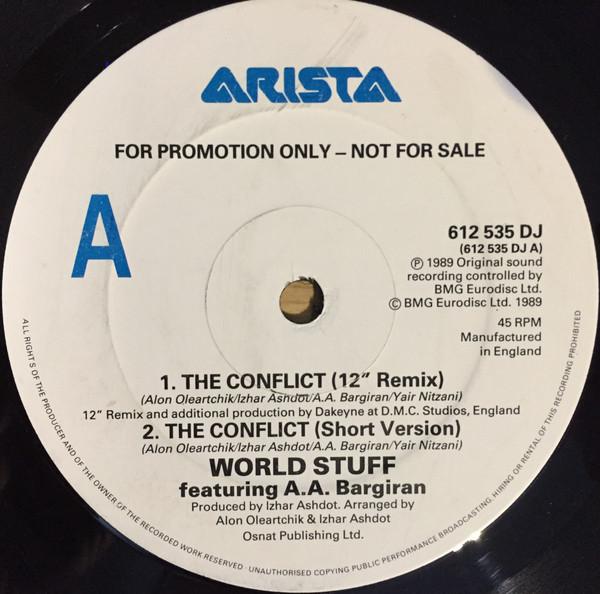 ARISTA
FOR PROMOTION ONLY – NOT FOR SALE
A
612 535 DJ
(612 535 DJ A)
℗ 1989 Original sound
recording controlled by
BMG Eurodisc Ltd.
© BMG Eurodisc Ltd. 1989
45 RPM
Manufactured
in England
1. THE CONFLICT (12" Remix)
(Alon Oleartchik/Izhar Ashdot/A.A. Bargiran/Yair Nitzani)
12" Remix and additional production by Dakeyne at D.M.C. Studios, England
2. THE CONFLICT (Short Version)
(Alon Oleartchik/Izhar Ashdot/A.A. Bargiran/Yair Nitzani)
WORLD STUFF
featuring A.A. Bargiran
Produced by Izhar Ashdot. Arranged by
Alon Oleartchik & Izhar Ashdot
Osnat Publishing Ltd.
ALL RIGHTS OF THE PRODUCER AND OF THE OWNER OF THE RECORDED WORK RESERVED · UNAUTHORISED COPYING PUBLIC PERFORMANCE BROADCASTING, HIRING OR RENTAL OF THIS RECORDING PROHIBITED